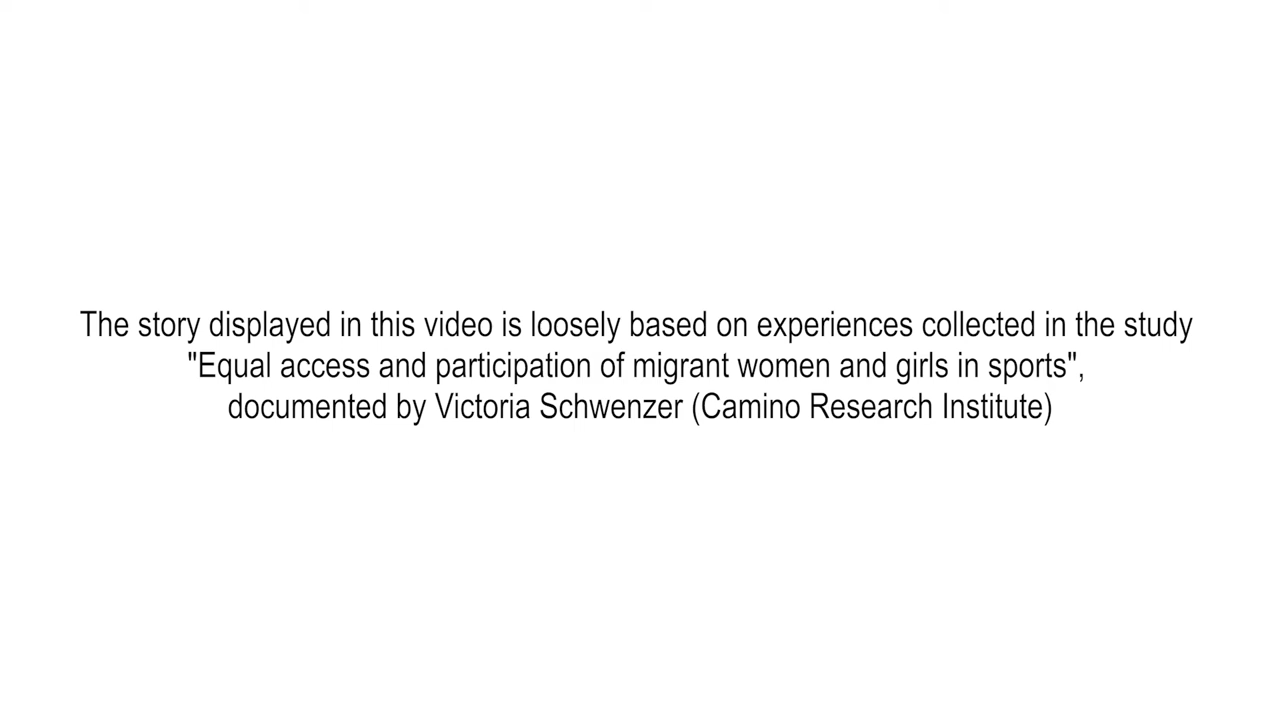 The story displayed in this video is loosely based on experiences collected in the study
"Equal access and participation of migrant women and girls in sports",
documented by Victoria Schwenzer (Camino Research Institute)